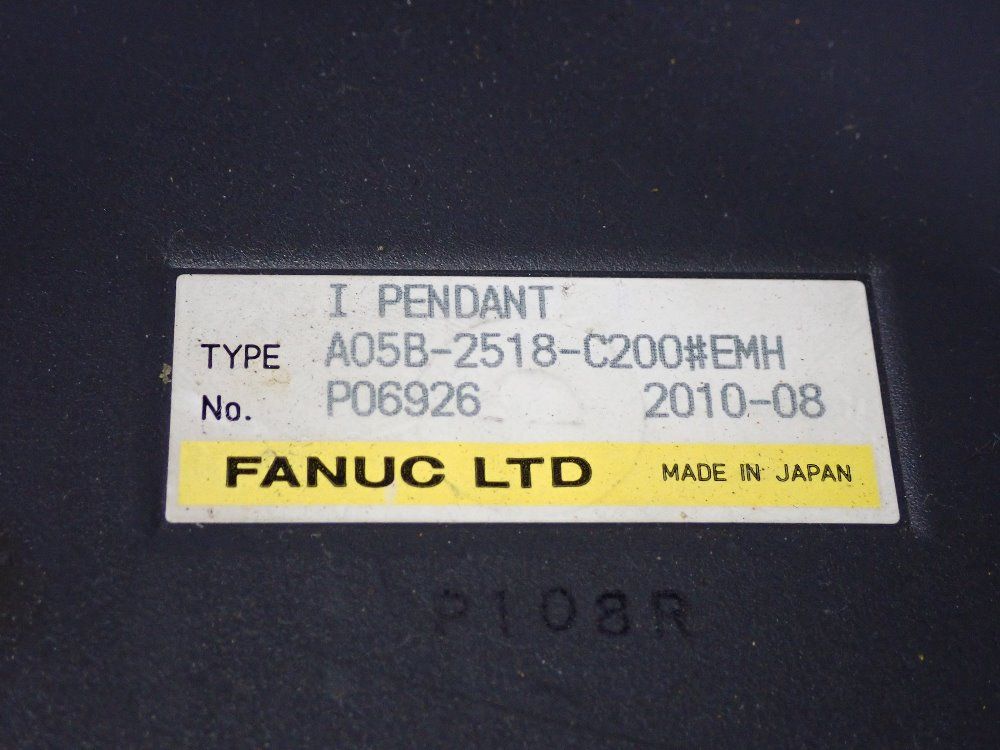 I PENDANT
TYPE A05B-2518-C200#EMH
No. P06926 2010-08
FANUC LTD MADE IN JAPAN
P108R